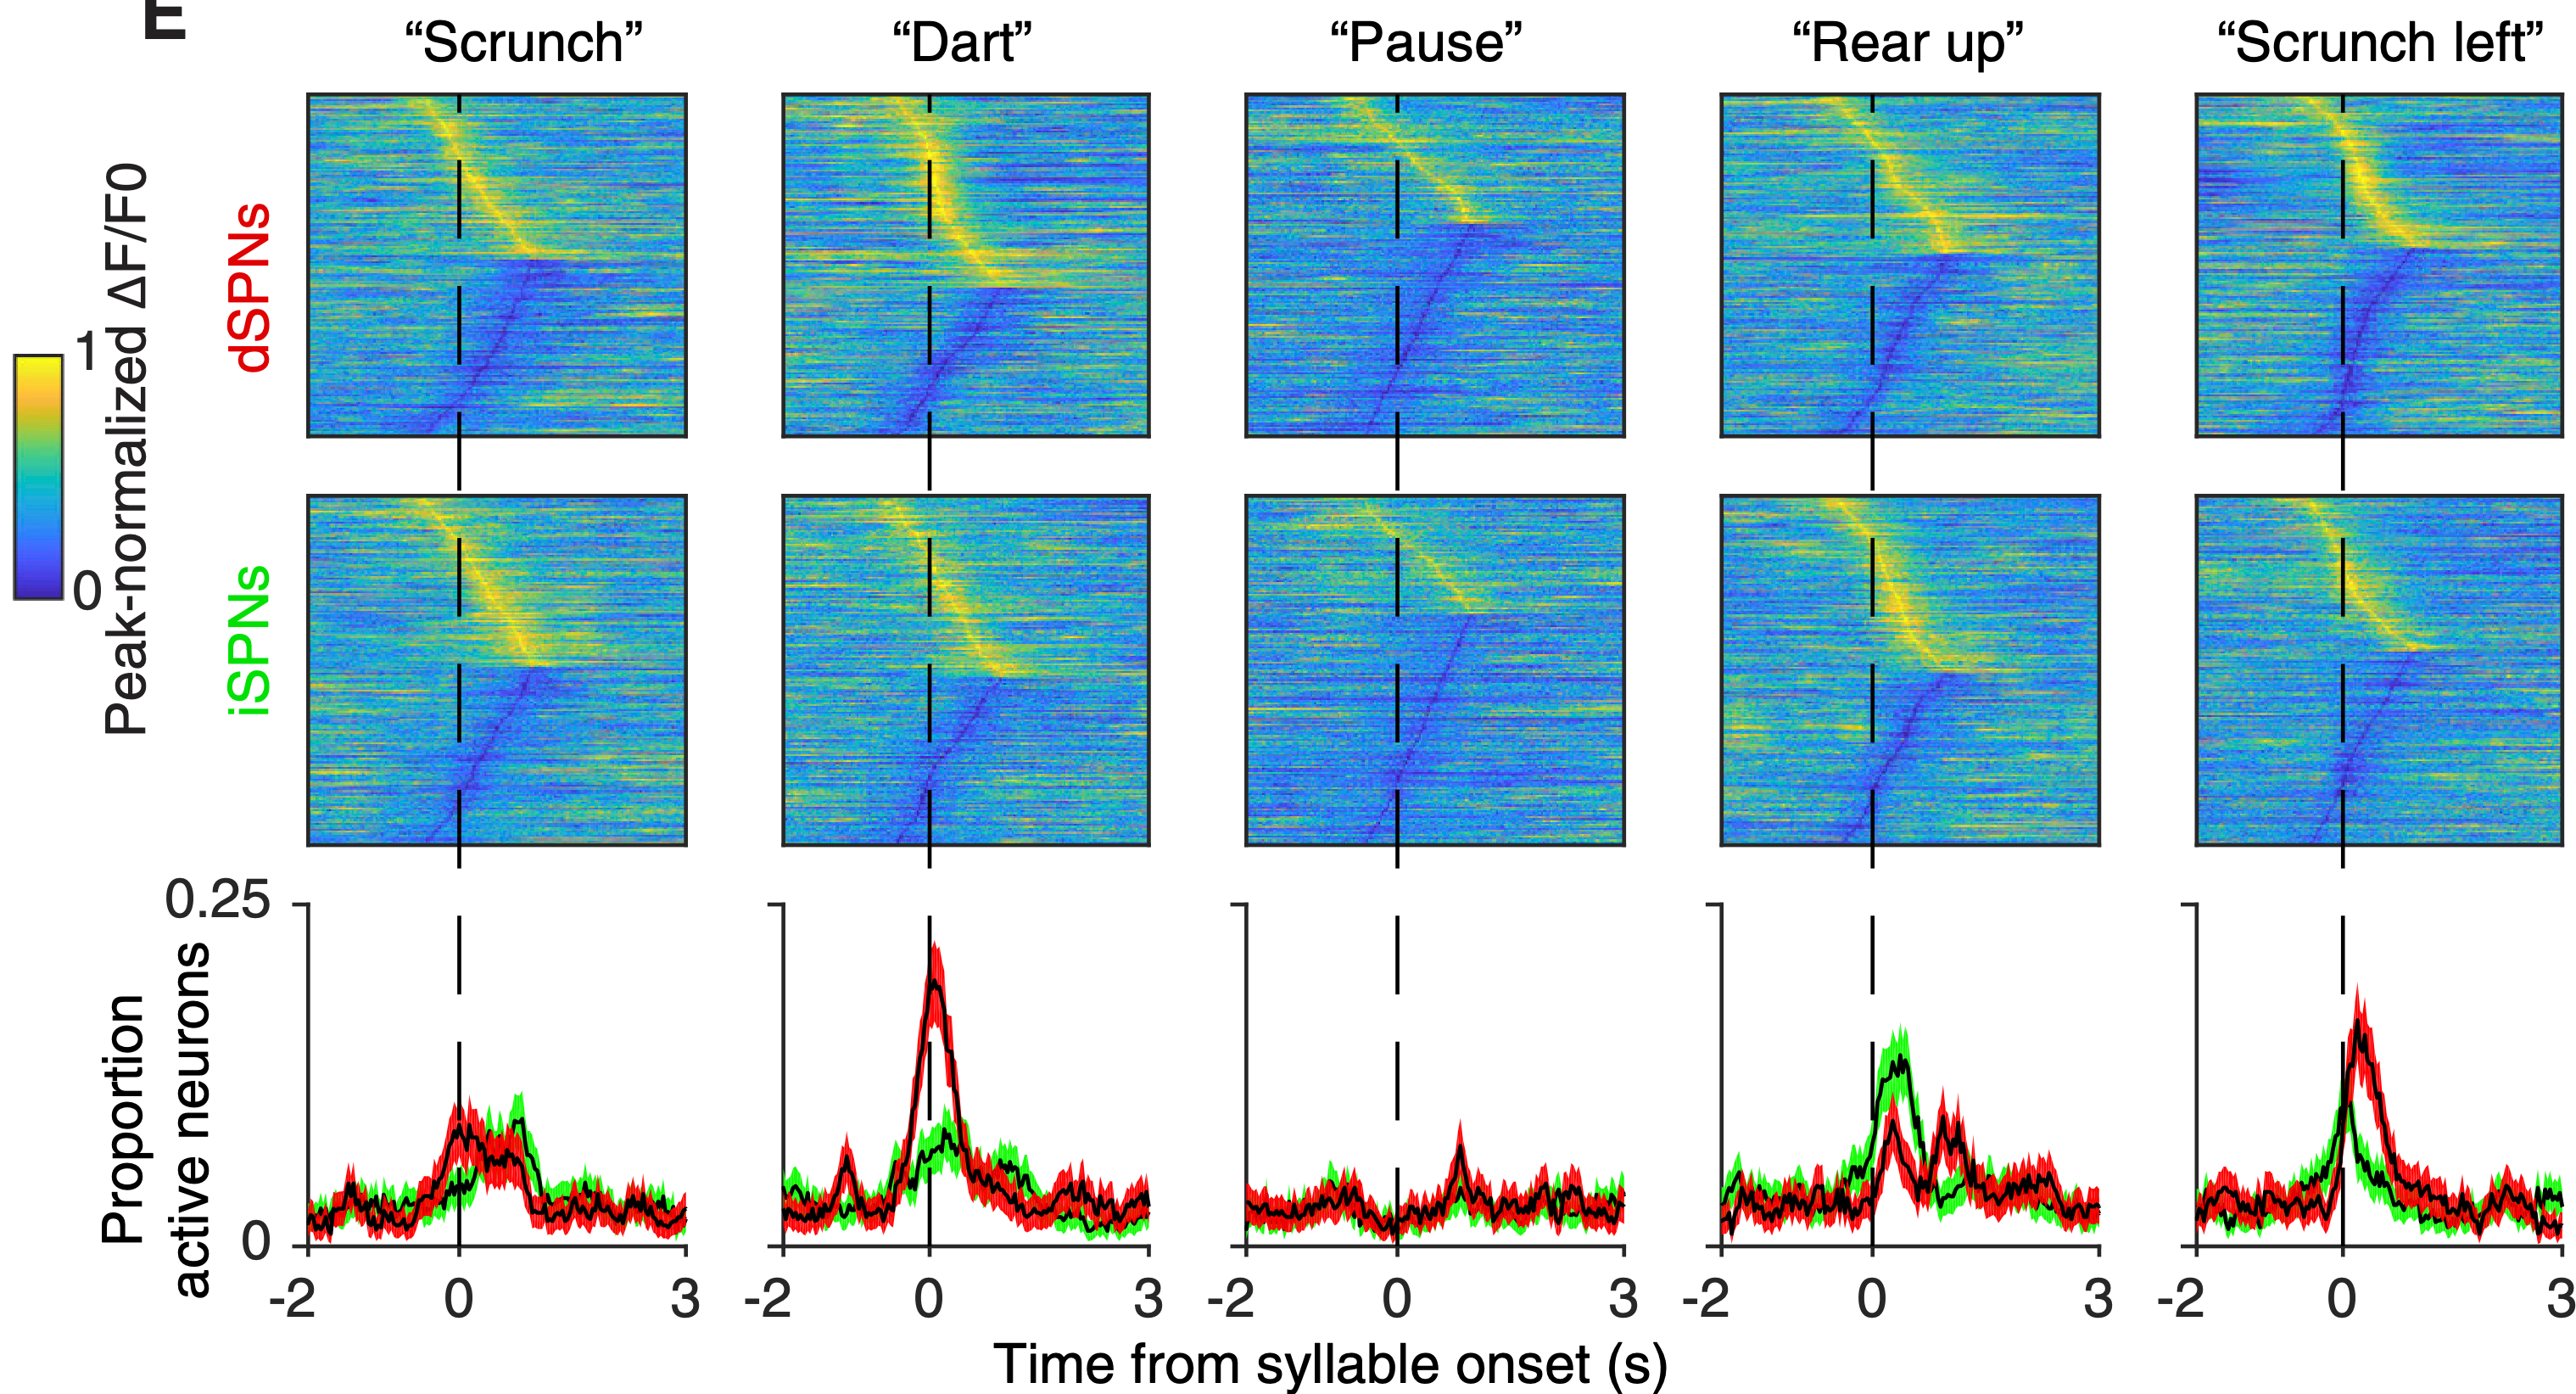 E
“Scrunch” “Dart” “Pause” “Rear up” “Scrunch left”
Peak-normalized ΔF/F0
1
0
dSPNs
iSPNs
Proportion
active neurons
0.25
0
-2 0 3 -2 0 3 -2 0 3 -2 0 3 -2 0 3
Time from syllable onset (s)